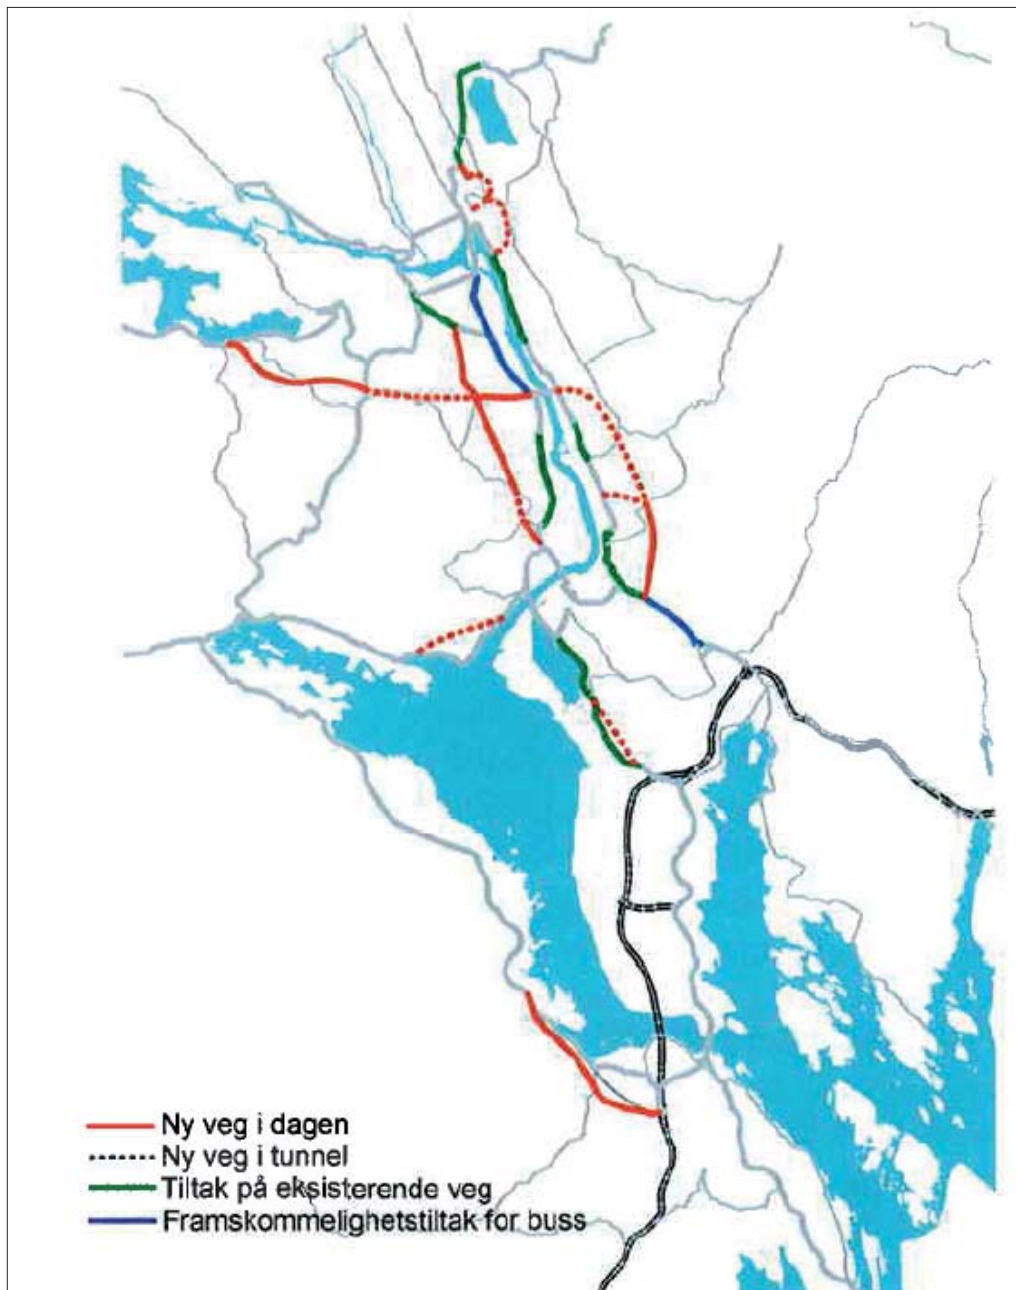 Ny veg i dagen
Ny veg i tunnel
Tiltak på eksisterende veg
Framskommelighetstiltak for buss